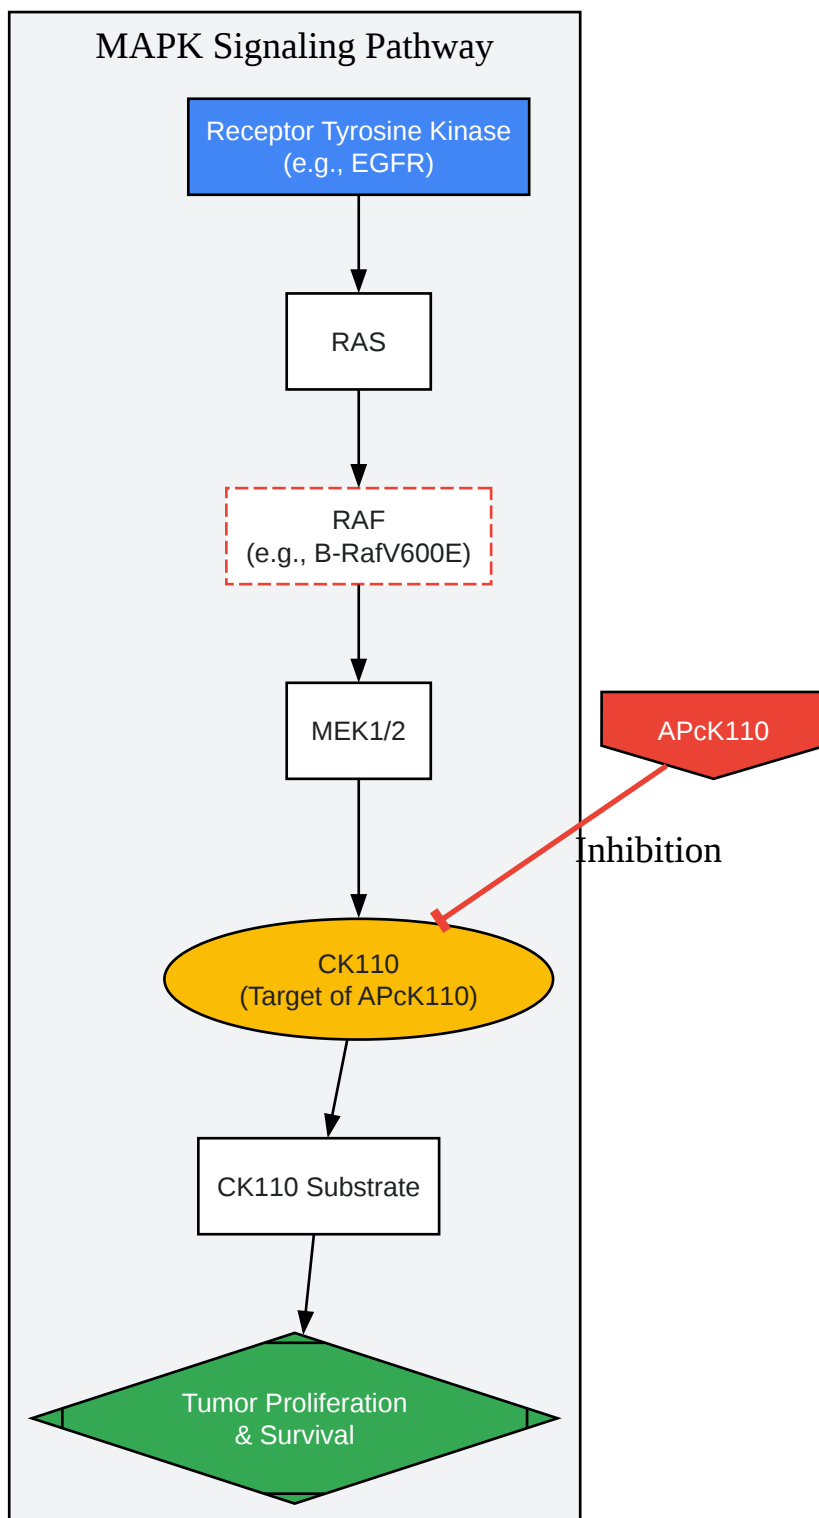 MAPK Signaling Pathway
Receptor Tyrosine Kinase
(e.g., EGFR)
RAS
RAF
(e.g., B-RafV600E)
MEK1/2
APcK110
Inhibition
CK110
(Target of APcK110)
CK110 Substrate
Tumor Proliferation
& Survival